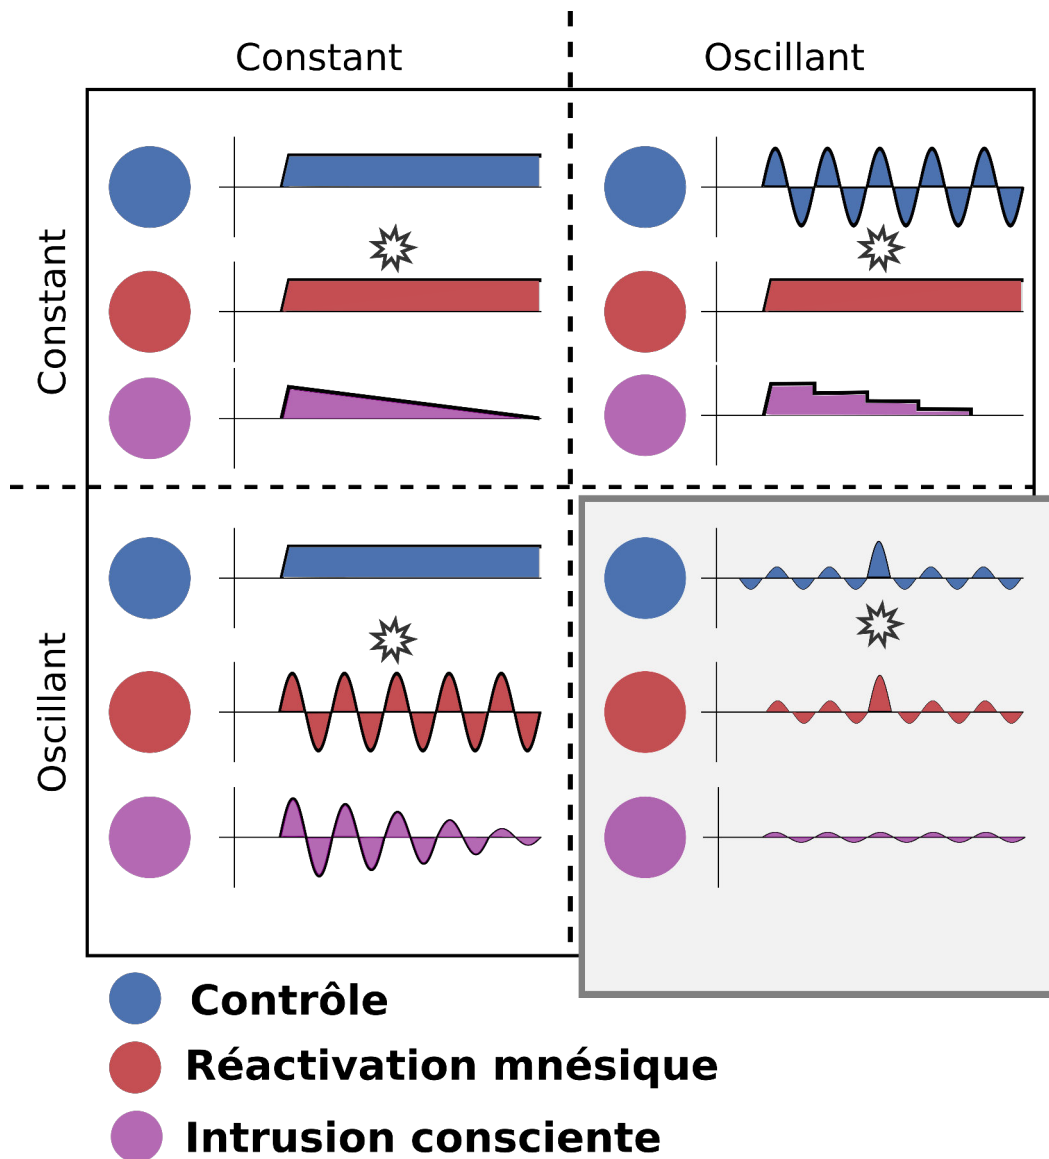 Constant
Oscillant
Constant
Oscillant
Contrôle
Réactivation mnésique
Intrusion consciente